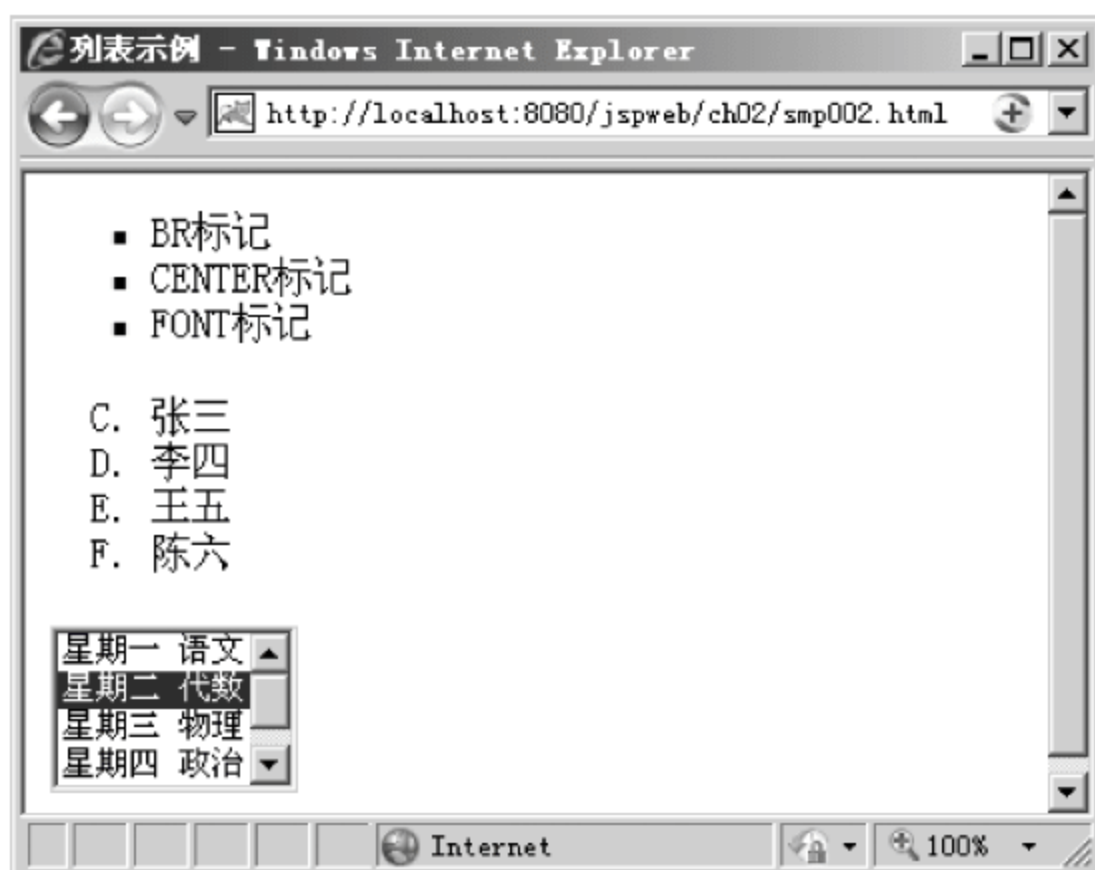 列表示例 - Windows Internet Explorer
http://localhost:8080/jspweb/ch02/smp002.html
BR标记
CENTER标记
FONT标记
C. 张三
D. 李四
E. 王五
F. 陈六
星期一 语文
星期二 代数
星期三 物理
星期四 政治
Internet
100%